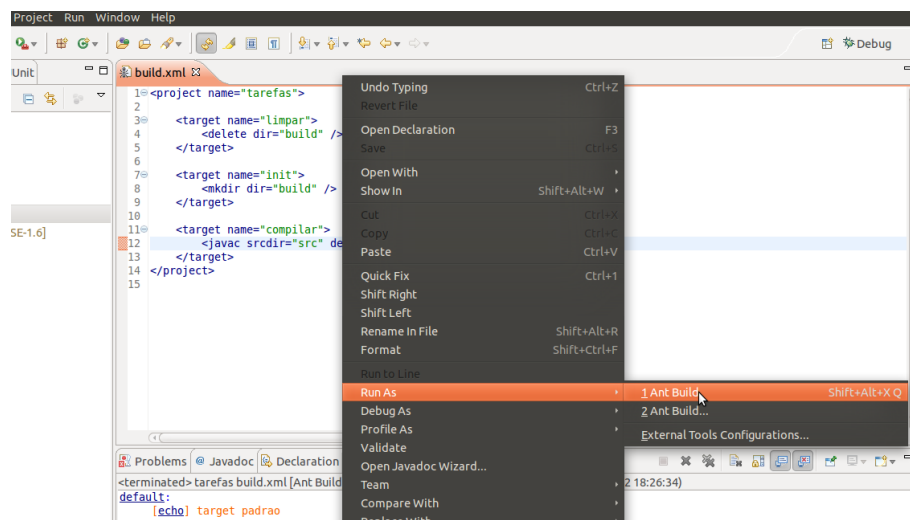 Project Run Window Help
Debug
Unit
build.xml
1 <project name="tarefas">
2
3 <target name="limpar">
4 <delete dir="build" />
5 </target>
6
7 <target name="init">
8 <mkdir dir="build" />
9 </target>
10
11 <target name="compilar">
12 <javac srcdir="src" de
13 </target>
14 </project>
15
SE-1.6]
Undo Typing Ctrl+Z
Revert File
Open Declaration F3
Save Ctrl+S
Open With
Show In Shift+Alt+W
Cut Ctrl+X
Copy Ctrl+C
Paste Ctrl+V
Quick Fix Ctrl+1
Shift Right
Shift Left
Rename In File Shift+Alt+R
Format Shift+Ctrl+F
Run to Line
Run As
Debug As
Profile As
Validate
Open Javadoc Wizard...
Team
Compare With
Replace With
1 Ant Build Shift+Alt+X Q
2 Ant Build...
External Tools Configurations...
Problems @ Javadoc Declaration
<terminated> tarefas build.xml [Ant Build
2 18:26:34)
default:
[echo] target padrao